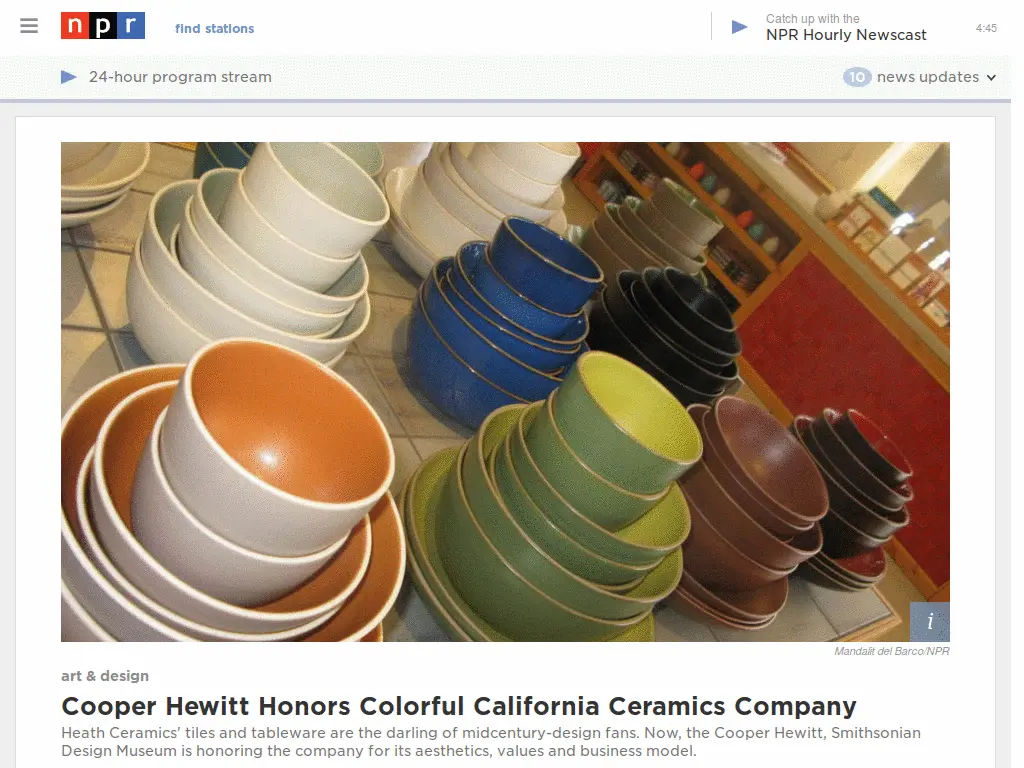 npr
find stations
Catch up with the
NPR Hourly Newscast
4:45
24-hour program stream
10 news updates
i
Mandalit del Barco/NPR
art & design
Cooper Hewitt Honors Colorful California Ceramics Company
Heath Ceramics' tiles and tableware are the darling of midcentury-design fans. Now, the Cooper Hewitt, Smithsonian
Design Museum is honoring the company for its aesthetics, values and business model.